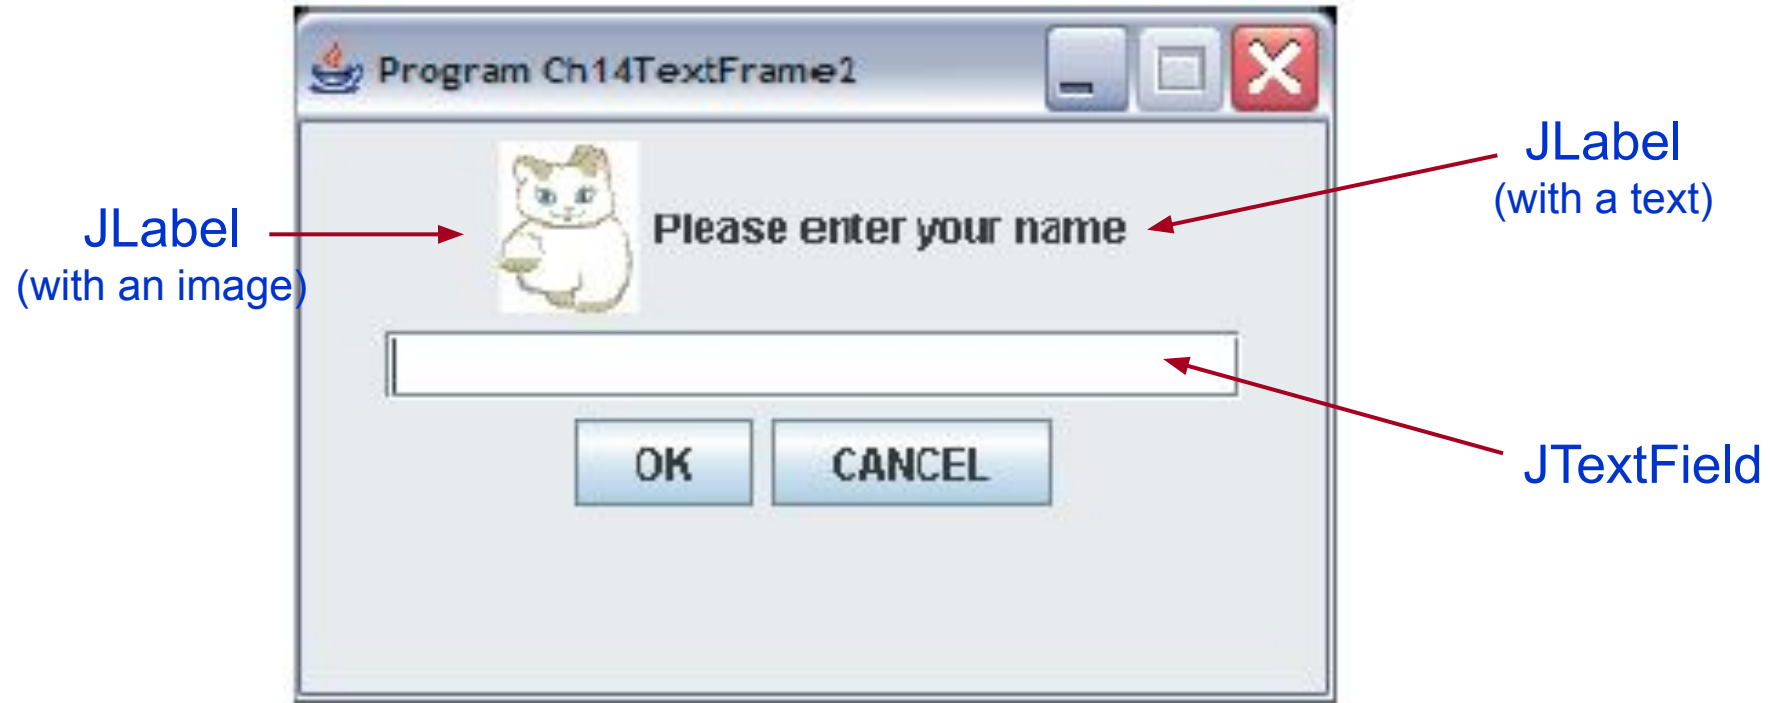 Program Ch14TextFrame2
JLabel
(with a text)
JLabel
(with an image)
Please enter your name
OK
CANCEL
JTextField